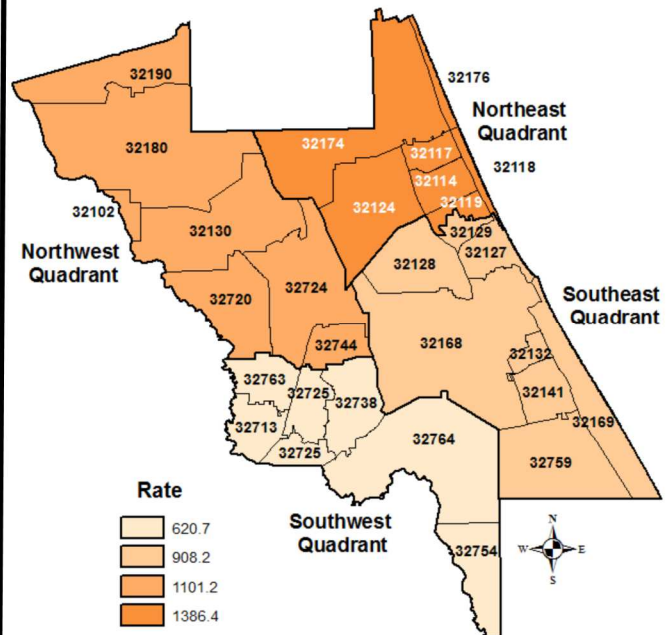 32190
32176
Northeast
Quadrant
32180
32174
32117
32118
32114
32102
32124
32119
32130
32129
32127
Northwest
Quadrant
32128
32720
32724
Southeast
Quadrant
32744
32168
32132
32763
32725
32738
32141
32169
32713
32764
32725
32759
Rate
620.7
908.2
1101.2
1386.4
Southwest
Quadrant
N
W
E
S
32754